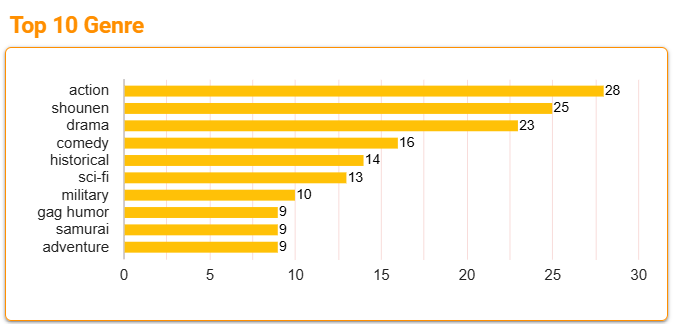 Top 10 Genre
action 28
shounen 25
drama 23
comedy 16
historical 14
sci-fi 13
military 10
gag humor 9
samurai 9
adventure 9
0 5 10 15 20 25 30